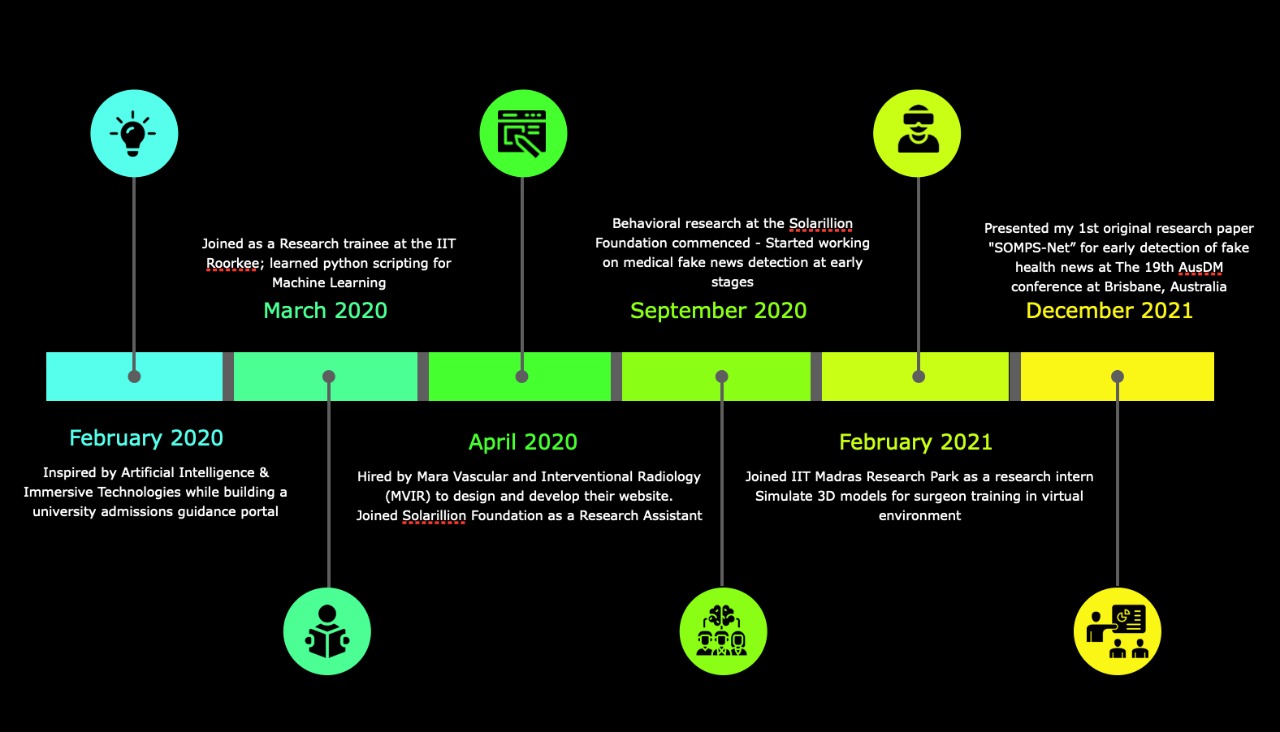 Joined as a Research trainee at the IIT
Roorkee; learned python scripting for
Machine Learning
March 2020
Behavioral research at the Solarillion
Foundation commenced - Started working
on medical fake news detection at early
stages
September 2020
Presented my 1st original research paper
"SOMPS-Net” for early detection of fake
health news at The 19th AusDM
conference at Brisbane, Australia
December 2021
February 2020
Inspired by Artificial Intelligence &
Immersive Technologies while building a
university admissions guidance portal
April 2020
Hired by Mara Vascular and Interventional Radiology
(MVIR) to design and develop their website.
Joined Solarillion Foundation as a Research Assistant
February 2021
Joined IIT Madras Research Park as a research intern
Simulate 3D models for surgeon training in virtual
environment